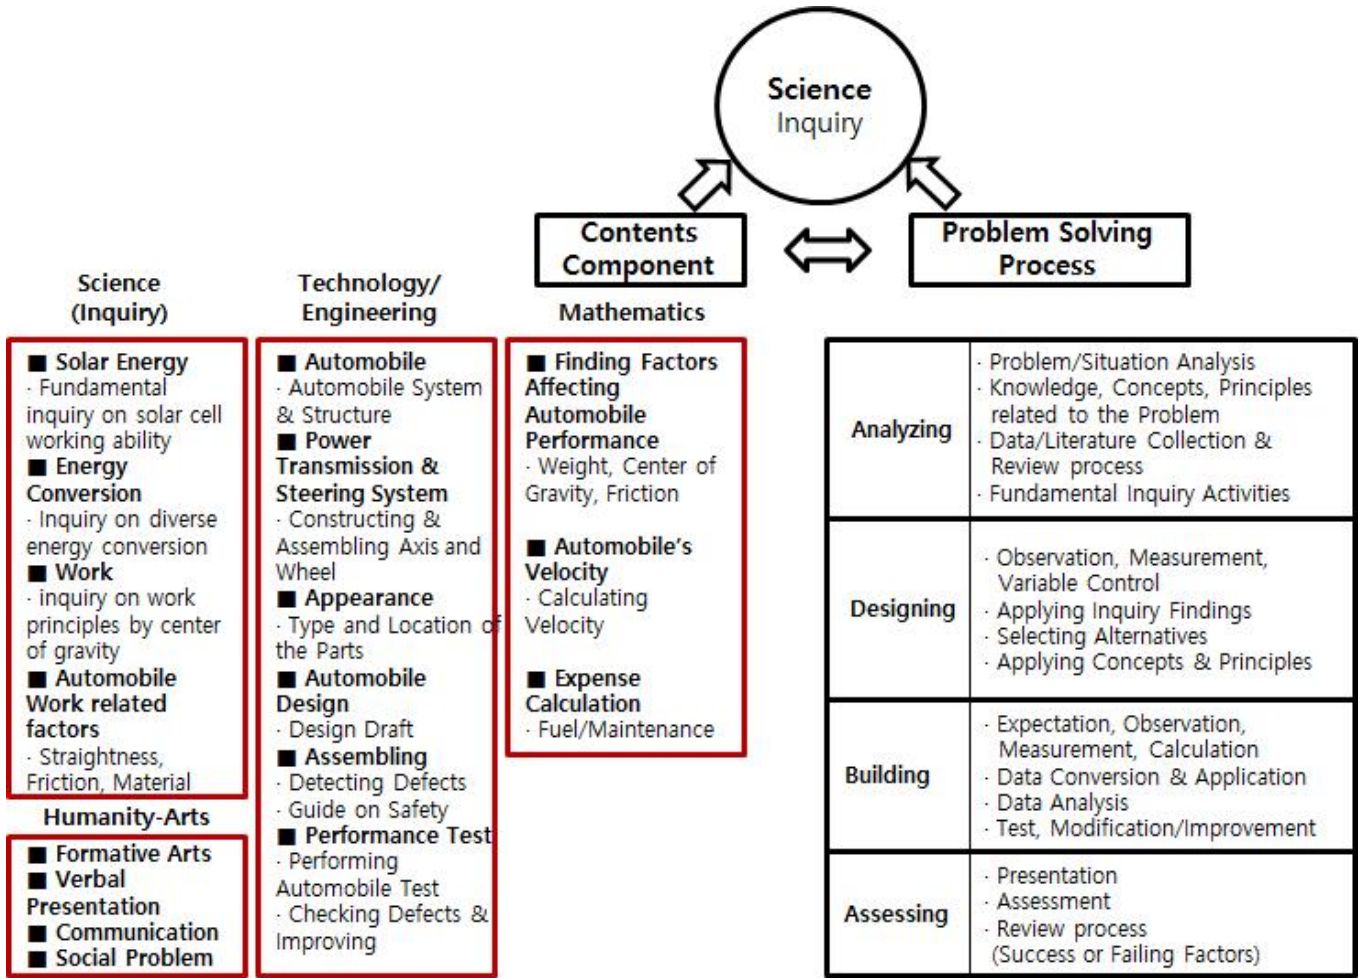 Science
Inquiry
Contents
Component
Problem Solving
Process
Science
(Inquiry)
■ Solar Energy
· Fundamental
inquiry on solar cell
working ability
■ Energy
Conversion
· Inquiry on diverse
energy conversion
■ Work
· inquiry on work
principles by center
of gravity
■ Automobile
Work related
factors
· Straightness,
Friction, Material
Humanity-Arts
■ Formative Arts
■ Verbal
Presentation
■ Communication
■ Social Problem
Technology/
Engineering
■ Automobile
· Automobile System
& Structure
■ Power
Transmission &
Steering System
· Constructing &
Assembling Axis and
Wheel
■ Appearance
· Type and Location of
the Parts
■ Automobile
Design
· Design Draft
■ Assembling
· Detecting Defects
· Guide on Safety
■ Performance Test
· Performing
Automobile Test
· Checking Defects &
Improving
Mathematics
■ Finding Factors
Affecting
Automobile
Performance
· Weight, Center of
Gravity, Friction
■ Automobile's
Velocity
· Calculating
Velocity
■ Expense
Calculation
· Fuel/Maintenance
Analyzing
· Problem/Situation Analysis
· Knowledge, Concepts, Principles
related to the Problem
· Data/Literature Collection &
Review process
· Fundamental Inquiry Activities
Designing
· Observation, Measurement,
Variable Control
· Applying Inquiry Findings
· Selecting Alternatives
· Applying Concepts & Principles
Building
· Expectation, Observation,
Measurement, Calculation
· Data Conversion & Application
· Data Analysis
· Test, Modification/Improvement
Assessing
· Presentation
· Assessment
· Review process
(Success or Failing Factors)